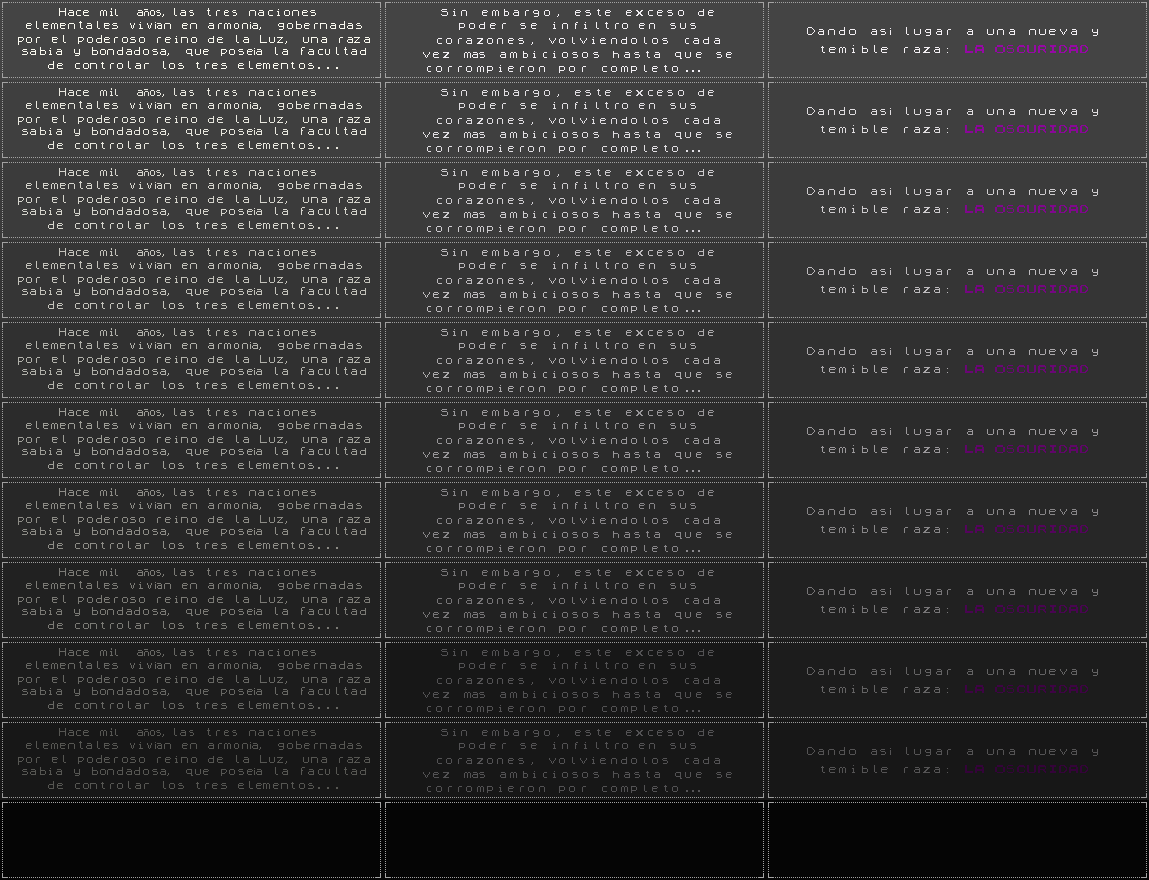 Hace mil años, las tres naciones
elementales vivian en armonia, gobernadas
por el poderoso reino de la Luz, una raza
sabia y bondadosa, que poseia la facultad
de controlar los tres elementos...
Sin embargo, este exceso de
poder se infiltro en sus
corazones, volviendolos cada
vez mas ambiciosos hasta que se
corrompieron por completo...
Dando asi lugar a una nueva y
temible raza: LA
Hace mil años, las tres naciones
elementales vivian en armonia, gobernadas
por el poderoso reino de la Luz, una raza
sabia y bondadosa, que poseia la facultad
de controlar los tres elementos...
Sin embargo, este exceso de
poder se infiltro en sus
corazones, volviendolos cada
vez mas ambiciosos hasta que se
corrompieron por completo...
Dando asi lugar a una nueva y
temible raza: LA
Hace mil años, las tres naciones
elementales vivian en armonia, gobernadas
por el poderoso reino de la Luz, una raza
sabia y bondadosa, que poseia la facultad
de controlar los tres elementos...
Sin embargo, este exceso de
poder se infiltro en sus
corazones, volviendolos cada
vez mas ambiciosos hasta que se
corrompieron por completo...
Dando asi lugar a una nueva y
temible raza: LA
Hace mil años, las tres naciones
elementales vivian en armonia, gobernadas
por el poderoso reino de la Luz, una raza
sabia y bondadosa, que poseia la facultad
de controlar los tres elementos...
Sin embargo, este exceso de
poder se infiltro en sus
corazones, volviendolos cada
vez mas ambiciosos hasta que se
corrompieron por completo...
Dando asi lugar a una nueva y
temible raza: LA
Hace mil años, las tres naciones
elementales vivian en armonia, gobernadas
por el poderoso reino de la Luz, una raza
sabia y bondadosa, que poseia la facultad
de controlar los tres elementos...
Sin embargo, este exceso de
poder se infiltro en sus
corazones, volviendolos cada
vez mas ambiciosos hasta que se
corrompieron por completo...
Dando asi lugar a una nueva y
temible raza: LA
Hace mil años, las tres naciones
elementales vivian en armonia, gobernadas
por el poderoso reino de la Luz, una raza
sabia y bondadosa, que poseia la facultad
de controlar los tres elementos...
Sin embargo, este exceso de
poder se infiltro en sus
corazones, volviendolos cada
vez mas ambiciosos hasta que se
corrompieron por completo...
Dando asi lugar a una nueva y
temible raza: LA
Hace mil años, las tres naciones
elementales vivian en armonia, gobernadas
por el poderoso reino de la Luz, una raza
sabia y bondadosa, que poseia la facultad
de controlar los tres elementos...
Sin embargo, este exceso de
poder se infiltro en sus
corazones, volviendolos cada
vez mas ambiciosos hasta que se
corrompieron por completo...
Dando asi lugar a una nueva y
temible raza: LA
Hace mil años, las tres naciones
elementales vivian en armonia, gobernadas
por el poderoso reino de la Luz, una raza
sabia y bondadosa, que poseia la facultad
de controlar los tres elementos...
Sin embargo, este exceso de
poder se infiltro en sus
corazones, volviendolos cada
vez mas ambiciosos hasta que se
corrompieron por completo...
Dando asi lugar a una nueva y
temible raza: LA
Hace mil años, las tres naciones
elementales vivian en armonia, gobernadas
por el poderoso reino de la Luz, una raza
sabia y bondadosa, que poseia la facultad
de controlar los tres elementos...
Sin embargo, este exceso de
poder se infiltro en sus
corazones, volviendolos cada
vez mas ambiciosos hasta que se
corrompieron por completo...
Dando asi lugar a una nueva y
temible raza: LA
Hace mil años, las tres naciones
elementales vivian en armonia, gobernadas
por el poderoso reino de la Luz, una raza
sabia y bondadosa, que poseia la facultad
de controlar los tres elementos...
Sin embargo, este exceso de
poder se infiltro en sus
corazones, volviendolos cada
vez mas ambiciosos hasta que se
corrompieron por completo...
Dando asi lugar a una nueva y
temible raza: LA